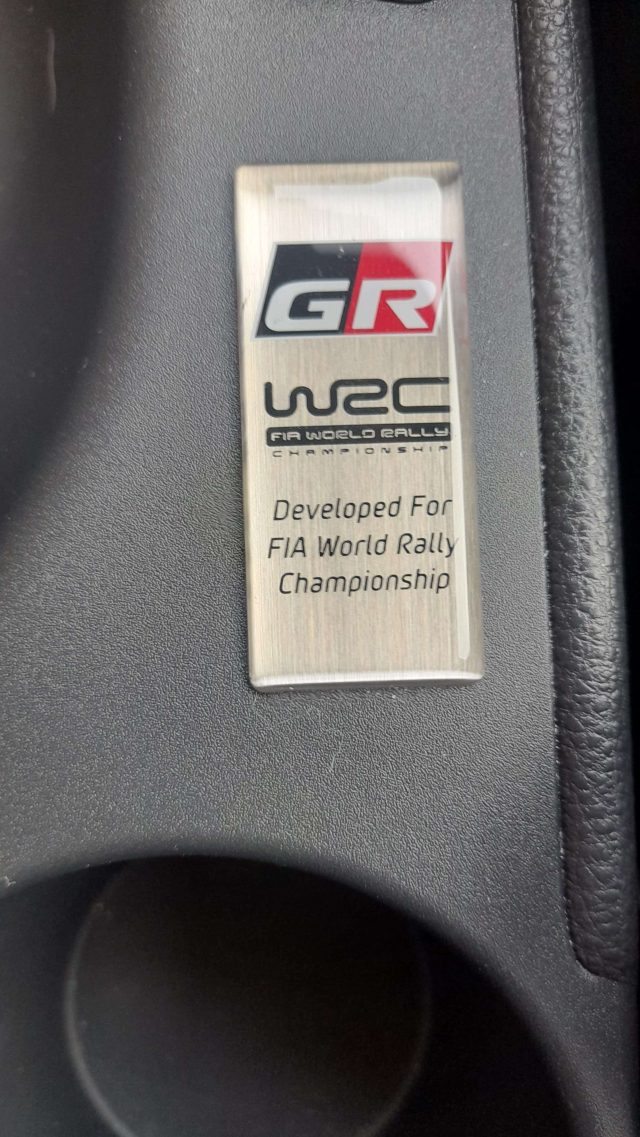 GR
WRC
FIA WORLD RALLY
CHAMPIONSHIP
Developed For
FIA World Rally
Championship